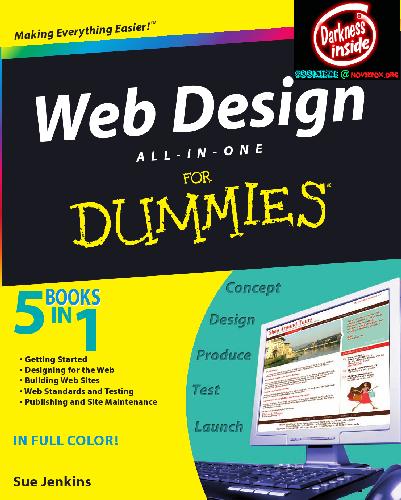 Making Everything Easier!™
Darkness
inside
@ NOVAFOX.ORG
Web Design
ALL-IN-ONE
FOR
DUMMIES
5 BOOKS
IN 1
• Getting Started
• Designing for the Web
• Building Web Sites
• Web Standards and Testing
• Publishing and Site Maintenance
IN FULL COLOR!
Sue Jenkins
Concept
Design
Produce
Test
Launch